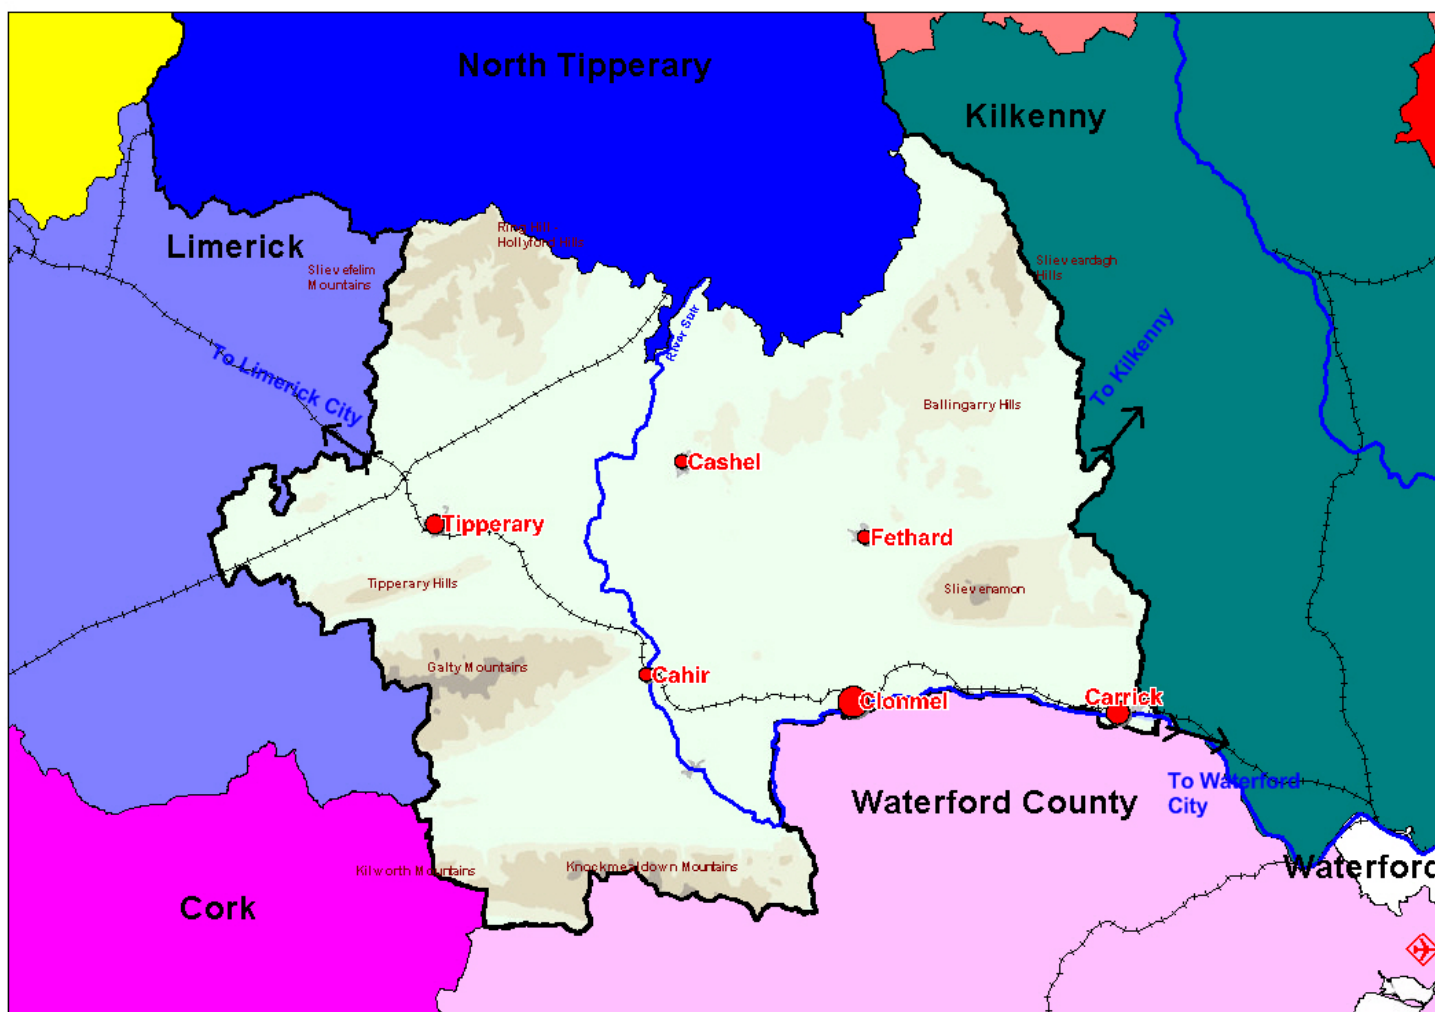 North Tipperary
Kilkenny
Limerick
Ring Hill -
Hollyford Hills
Slievefelim
Mountains
Slieveardagh
Hills
River Suir
To Limerick City
To Kilkenny
Ballingarry Hills
Cashel
Tipperary
Fethard
Tipperary Hills
Slievenamon
Galty Mountains
Cahir
Clonmel
Carrick
To Waterford
City
Waterford County
Kilworth Mountains
Knockmealdown Mountains
Waterford
Cork